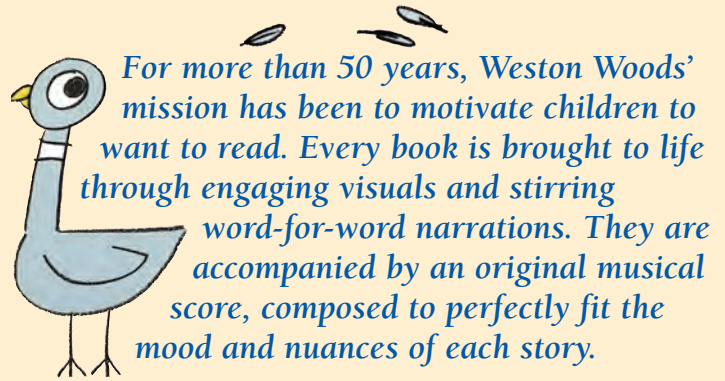 For more than 50 years, Weston Woods’
mission has been to motivate children to
want to read. Every book is brought to life
through engaging visuals and stirring
word-for-word narrations. They are
accompanied by an original musical
score, composed to perfectly fit the
mood and nuances of each story.